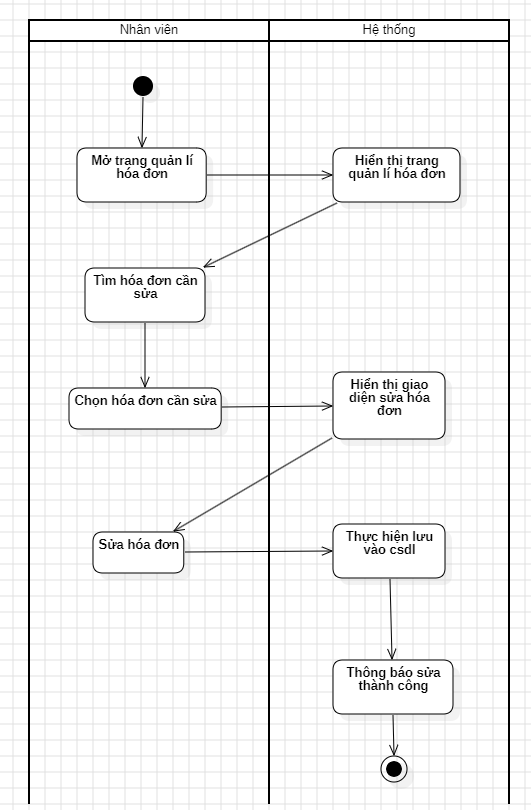 Nhân viên
Hệ thống
Mở trang quản lí
hóa đơn
Hiển thị trang
quản lí hóa đơn
Tìm hóa đơn cần
sửa
Chọn hóa đơn cần sửa
Hiển thị giao
diện sửa hóa
đơn
Sửa hóa đơn
Thực hiện lưu
vào csdl
Thông báo sửa
thành công